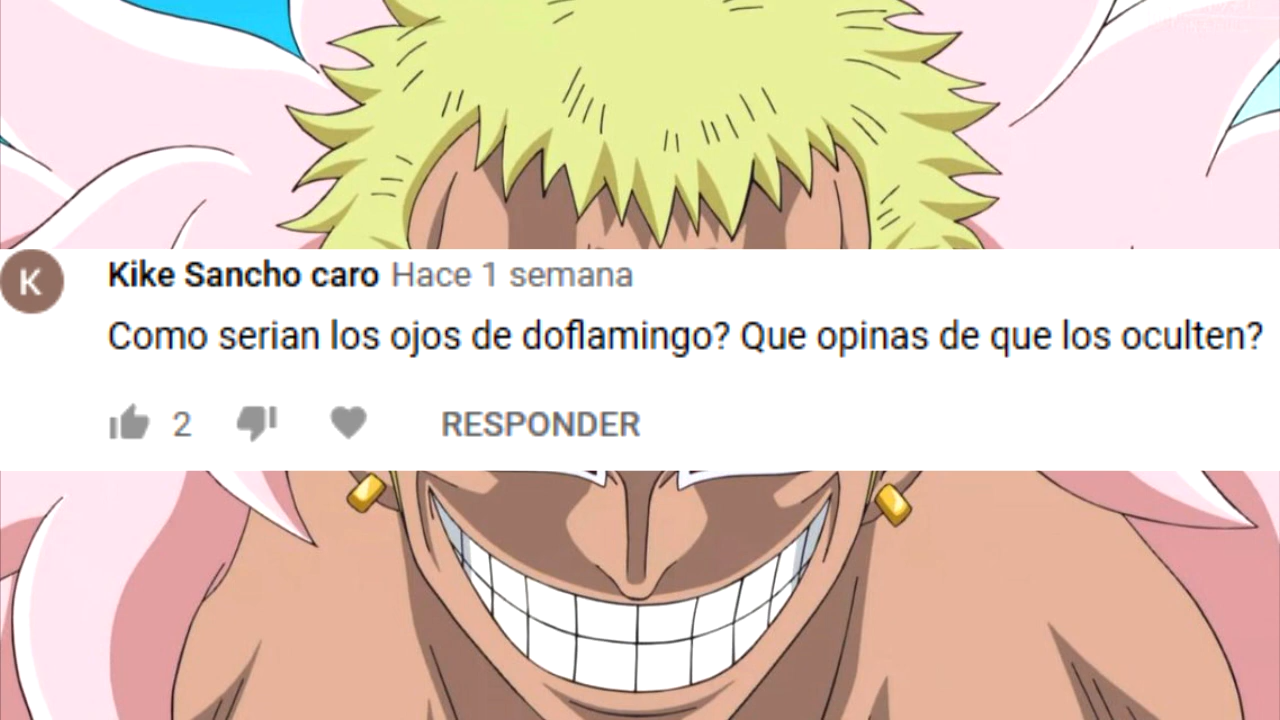 K
Kike Sancho caro Hace 1 semana
Como serian los ojos de doflamingo? Que opinas de que los oculten?
2
RESPONDER